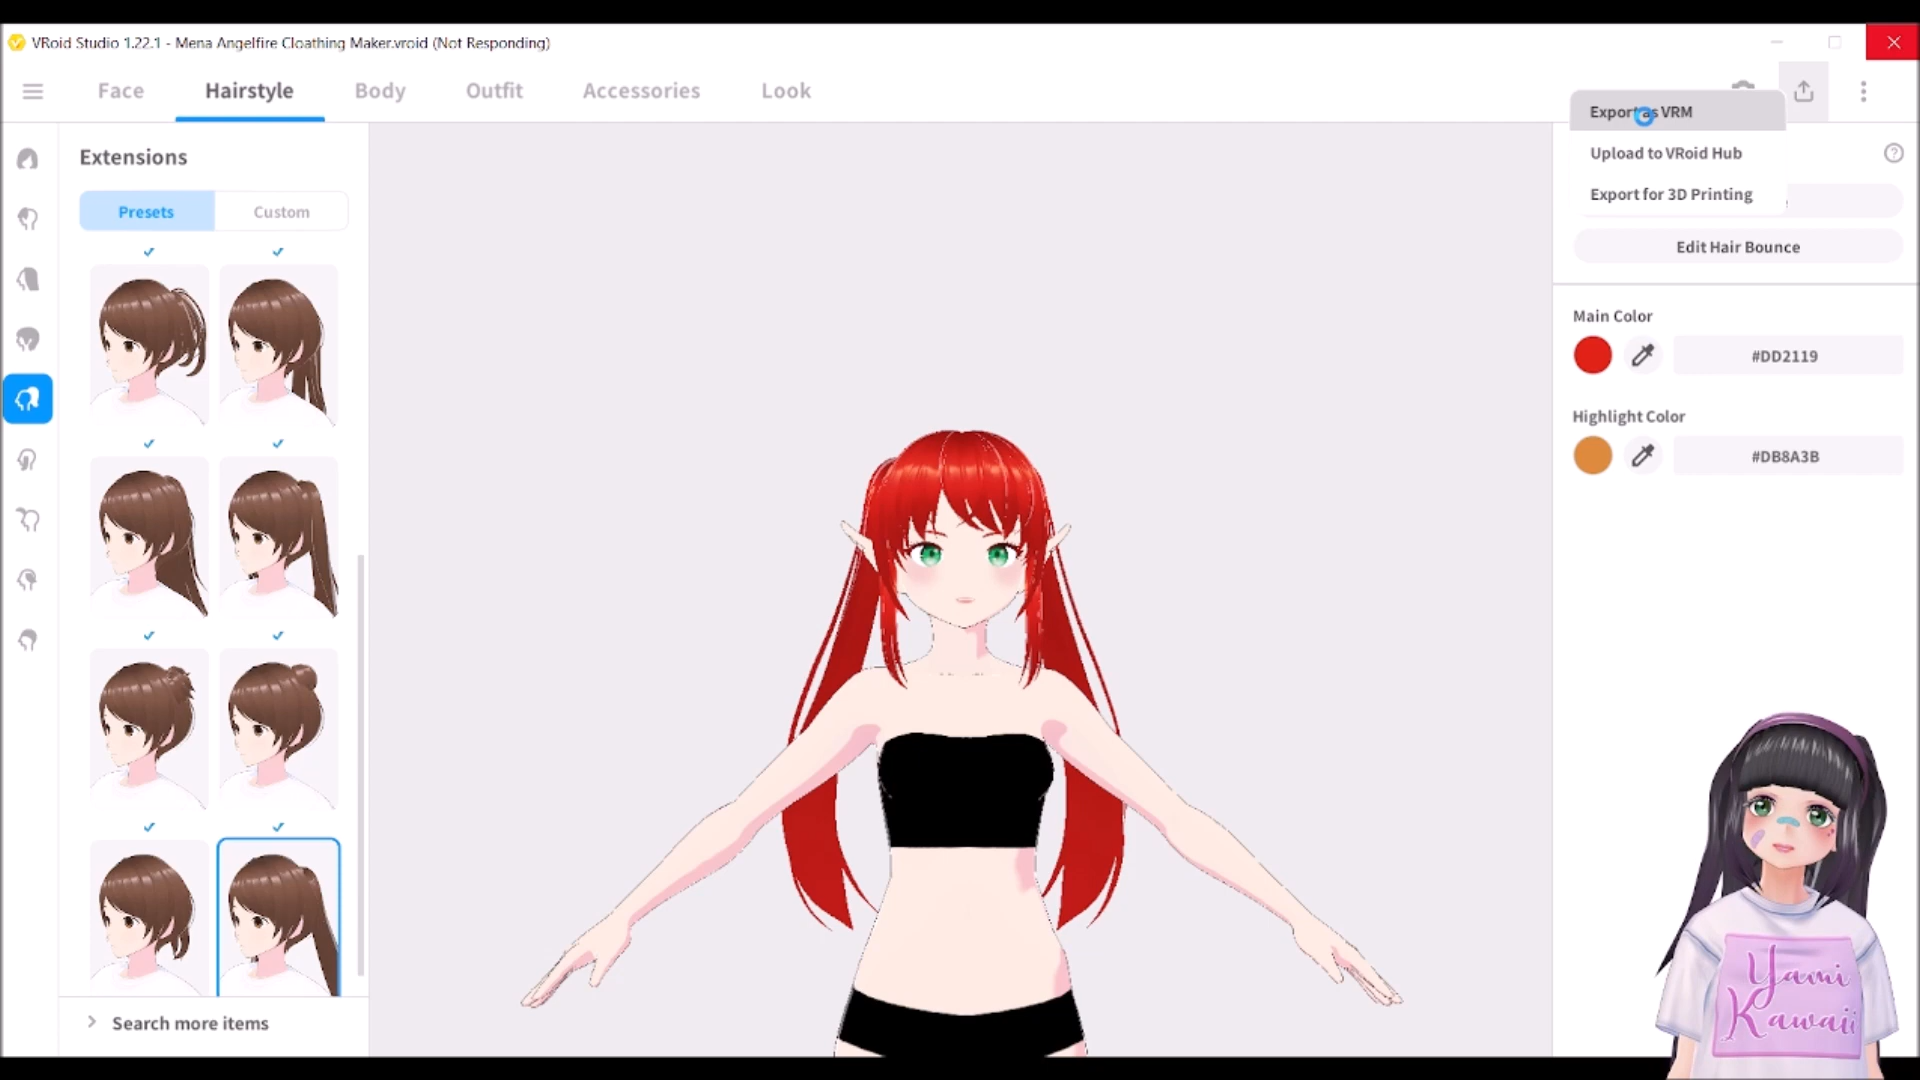 VRoid Studio 1.22.1 - Mena Angelfire Cloathing Maker.vroid (Not Responding)
Face
Hairstyle
Body
Outfit
Accessories
Look
Export as VRM
Upload to VRoid Hub
Export for 3D Printing
Edit Hair Bounce
Extensions
Presets
Custom
Main Color
#DD2119
Highlight Color
#DB8A3B
Search more items
Yami
Kawaii